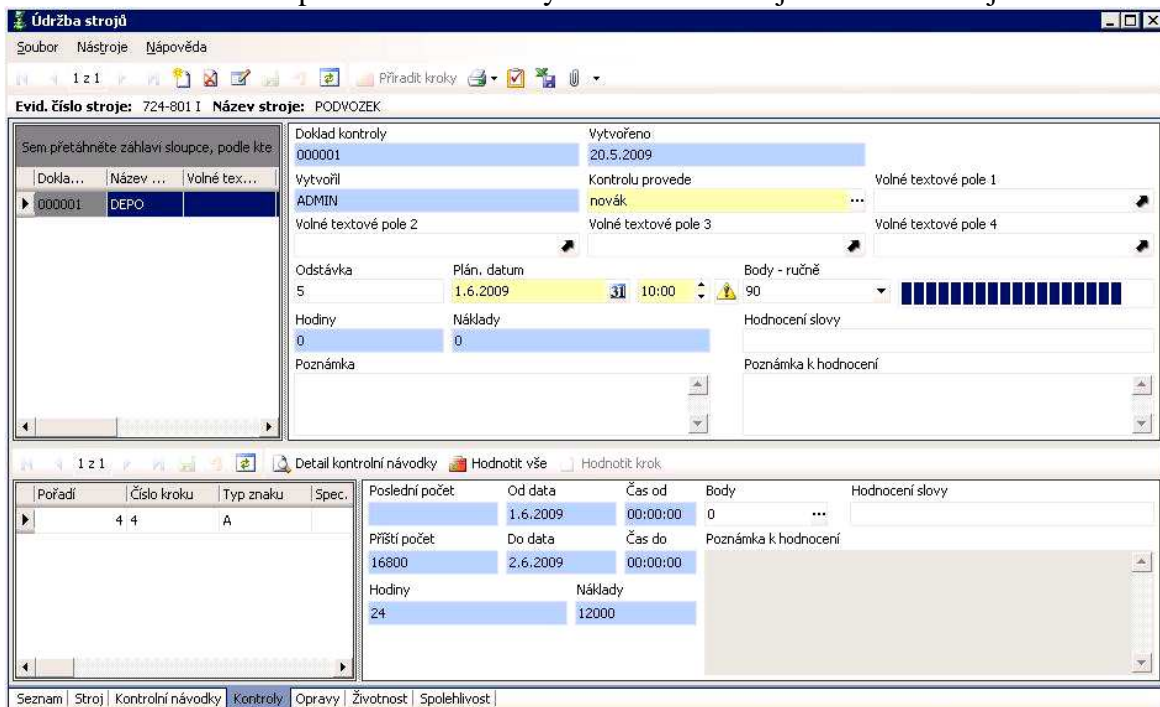 Údržba strojů
Soubor Nástroje Nápověda
1 z 1 Přiradit kroky
Evid. číslo stroje: 724-801 I Název stroje: PODVOZEK
Sem přetáhněte záhlavi sloupce, podle kte
Dokla... Název ... Volné tex...
000001 DEPO
Doklad kontroly Vytvořeno
000001 20.5.2009
Vytvořil Kontrolu provede Volné textové pole 1
ADMIN novák ...
Volné textové pole 2 Volné textové pole 3 Volné textové pole 4
Odstávka Plán. datum Body - ručně
5 1.6.2009 31 10:00 90
Hodiny Náklady Hodnocení slovy
0 0
Poznámka Poznámka k hodnocení
1 z 1 Detail kontrolní návodky Hodnotit vše Hodnotit krok
Pořadí Číslo kroku Typ znaku Spec.
4 4 A
Poslední počet Od data Čas od Body Hodnocení slovy
1.6.2009 00:00:00 0 ...
Příští počet Do data Čas do Poznámka k hodnocení
16800 2.6.2009 00:00:00
Hodiny Náklady
24 12000
Seznam Stroj Kontrolní návodky Kontroly Opravy Životnost Spolehlivost